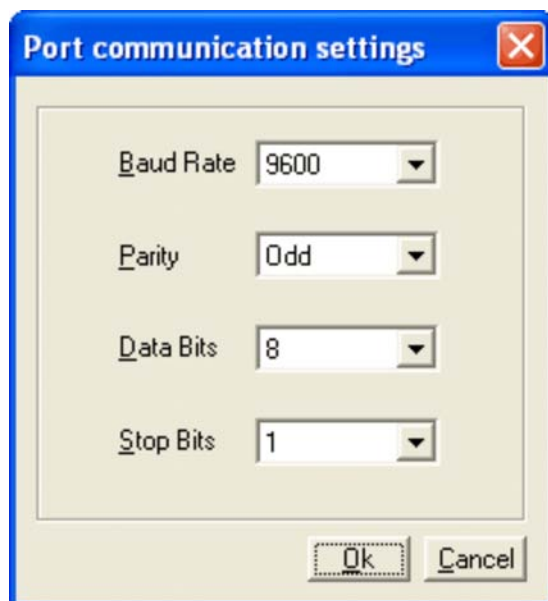 Port communication settings
Baud Rate 9600
Parity Odd
Data Bits 8
Stop Bits 1
Ok Cancel